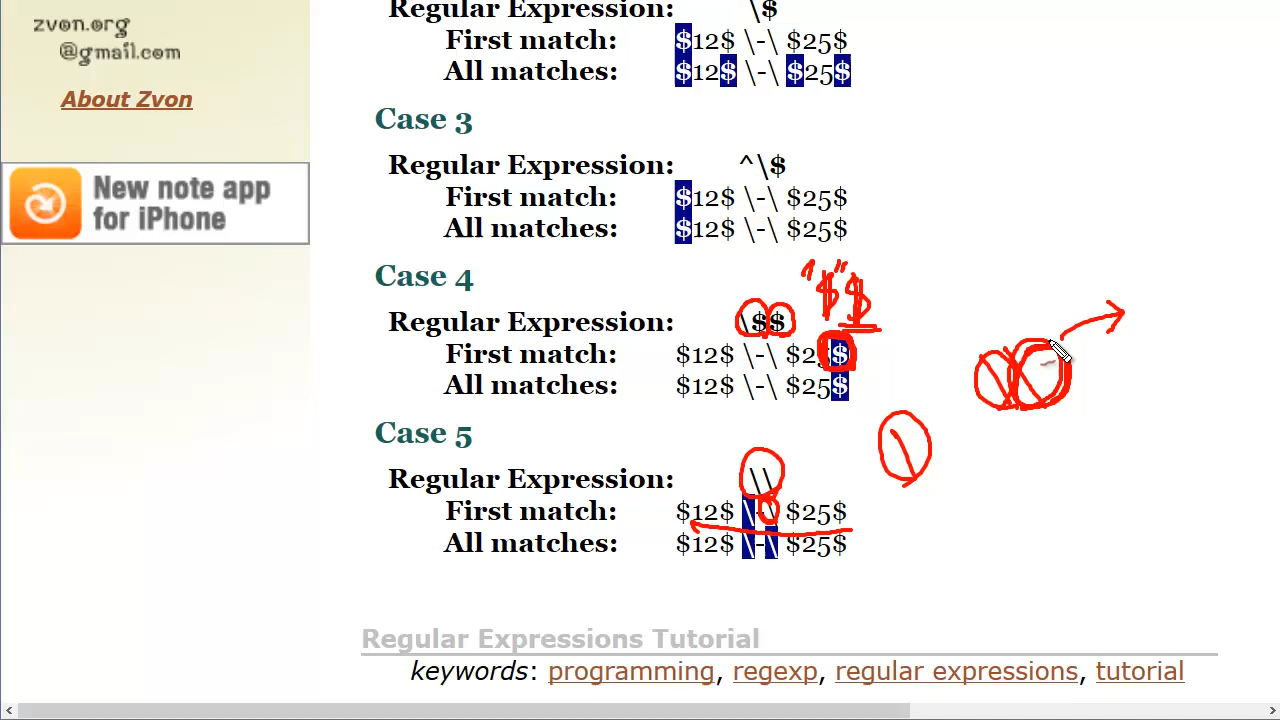 zvon.org
@gmail.com
About Zvon
New note app
for iPhone
Regular Expression: \$
First match: $12$ \-\ $25$
All matches: $12$ \-\ $25$
Case 3
Regular Expression: ^\$
First match: $12$ \-\ $25$
All matches: $12$ \-\ $25$
Case 4
"$" $
Regular Expression: \$$
First match: $12$ \-\ $25$
All matches: $12$ \-\ $25$
\\
Case 5
\
Regular Expression: \\
First match: $12$ \-\ $25$
All matches: $12$ \-\ $25$
Regular Expressions Tutorial
keywords: programming, regexp, regular expressions, tutorial